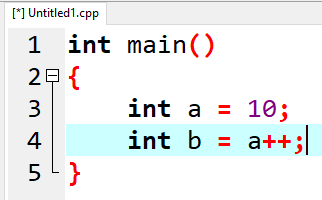 [*] Untitled1.cpp
1 int main()
2 {
3     int a = 10;
4     int b = a++;
5 }